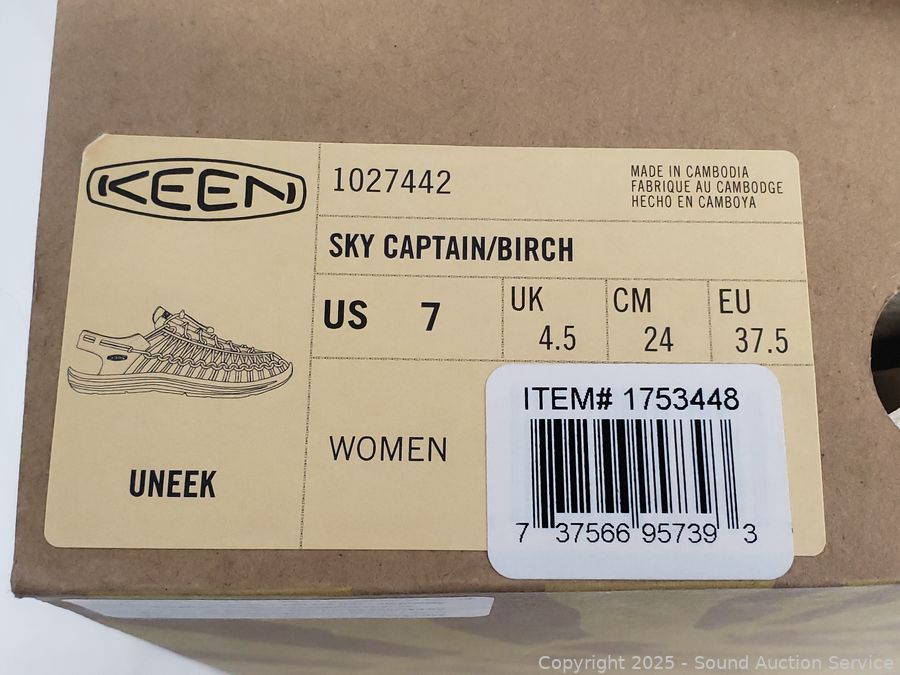 KEEN
1027442
MADE IN CAMBODIA
FABRIQUE AU CAMBODGE
HECHO EN CAMBOYA
SKY CAPTAIN/BIRCH
US 7
UK 4.5
CM 24
EU 37.5
KEEN
WOMEN
UNEEK
ITEM# 1753448
7 37566 95739 3
Copyright 2025 - Sound Auction Service